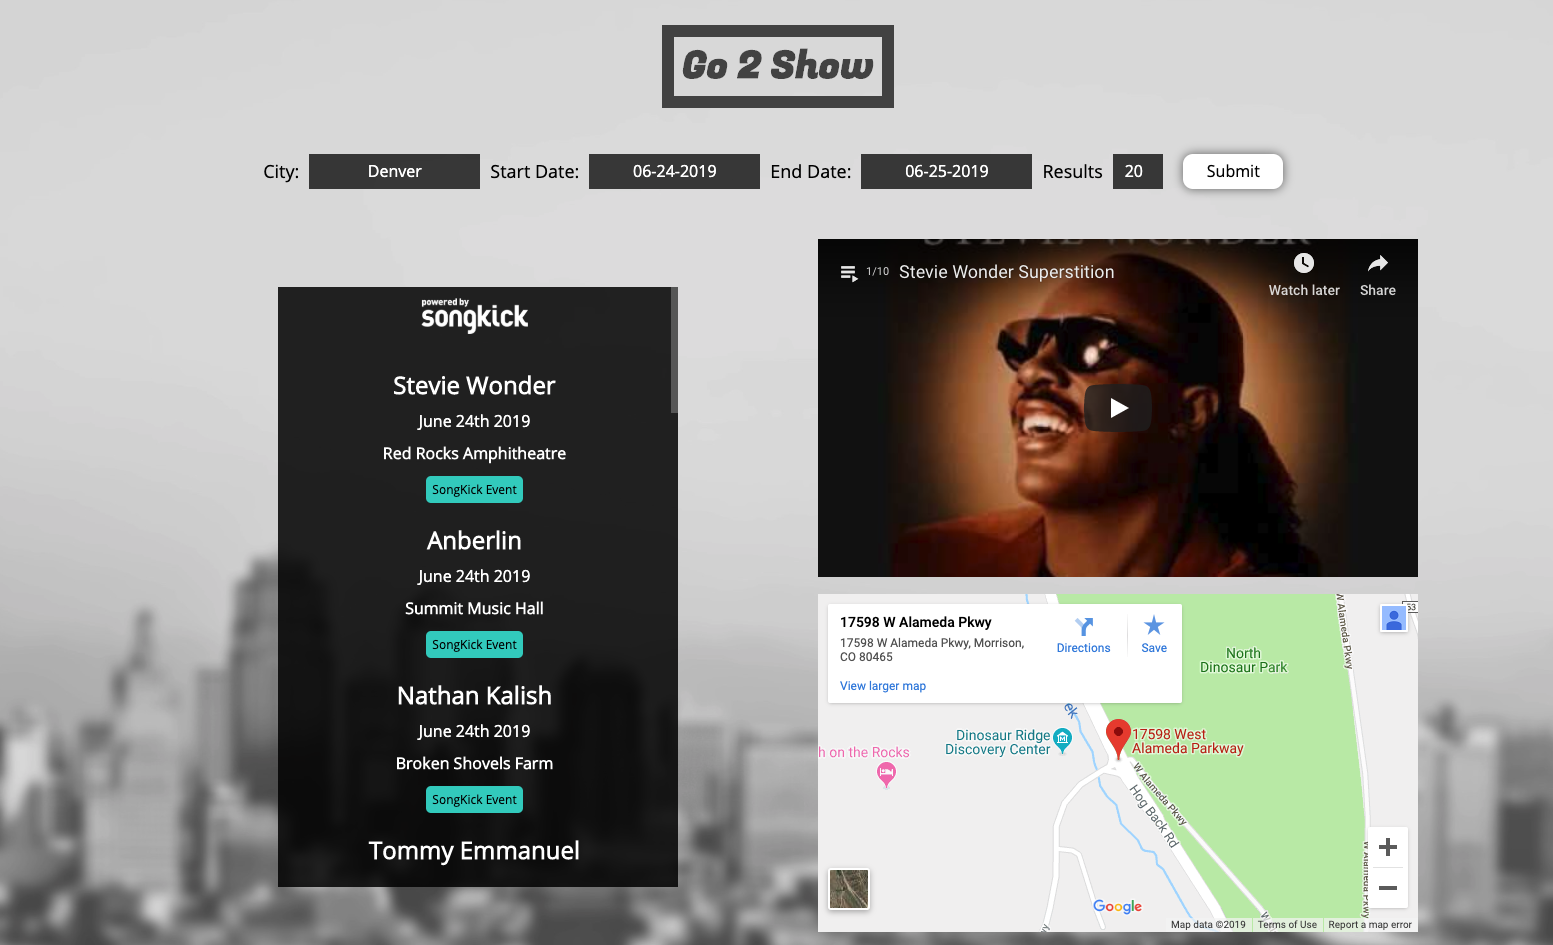 Go 2 Show
City: Denver Start Date: 06-24-2019 End Date: 06-25-2019 Results 20 Submit
powered by
songkick
Stevie Wonder
June 24th 2019
Red Rocks Amphitheatre
SongKick Event
Anberlin
June 24th 2019
Summit Music Hall
SongKick Event
Nathan Kalish
June 24th 2019
Broken Shovels Farm
SongKick Event
Tommy Emmanuel
STEVIE WONDER
1/10 Stevie Wonder Superstition
Watch later Share
17598 W Alameda Pkwy
17598 W Alameda Pkwy, Morrison,
CO 80465
View larger map
Directions
Save
63
W Alameda Pkwy
North
Dinosaur Park
ek
Dinosaur Ridge
Discovery Center
17598 West
Alameda Parkway
h on the Rocks
W Alameda Pkwy
Hog Back Rd
W Alameda Pkwy
Google
Map data ©2019 Terms of Use Report a map error